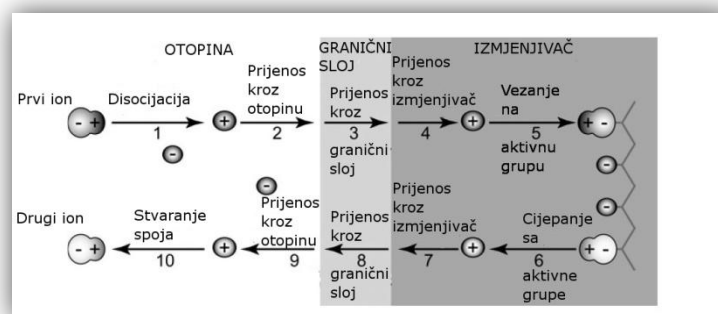 OTOPINA
GRANIČNI
SLOJ
IZMJENJIVAČ
Prvi ion
Disocijacija
1
Prijenos
kroz
otopinu
2
Prijenos
kroz
3
granični
sloj
Prijenos
kroz
izmjenjivač
4
Vezanje
na
5
aktivnu
grupu
Drugi ion
Stvaranje
spoja
10
Prijenos
kroz
otopinu
9
Prijenos
kroz
8
granični
sloj
Prijenos
kroz
izmjenjivač
7
Cijepanje
sa
6
aktivne
grupe